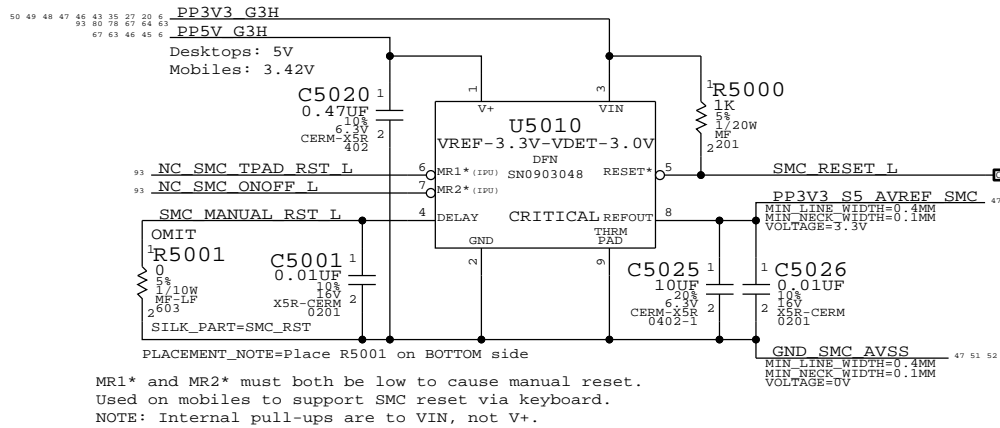 50 49 48 47 46 43 35 27 20 6 PP3V3_G3H
93 80 78 67 64 63
67 63 46 45 6 PP5V_G3H
Desktops: 5V
Mobiles: 3.42V
C5020
0.47UF
10%
6.3V
CERM-X5R
402
1
2
1
V+
3
VIN
U5010
VREF-3.3V-VDET-3.0V
DFN
SN0903048
CRITICAL
1
R5000
1K
5%
1/20W
MF
201
2
93 NC_SMC_TPAD_RST_L
6 MR1* (IPU)
RESET* 5
SMC_RESET_L
93 NC_SMC_ONOFF_L
7 MR2* (IPU)
SMC_MANUAL_RST_L
4 DELAY
REFOUT 8
PP3V3_S5_AVREF_SMC 47
MIN_LINE_WIDTH=0.4MM
MIN_NECK_WIDTH=0.1MM
VOLTAGE=3.3V
GND
2
THRM
PAD
9
OMIT
1
R5001
0
5%
1/10W
MF-LF
603
2
SILK_PART=SMC_RST
C5001
0.01UF
10%
16V
X5R-CERM
0201
1
2
C5025
10UF
20%
6.3V
CERM-X5R
0402-1
1
2
1
C5026
0.01UF
10%
16V
X5R-CERM
0201
2
PLACEMENT_NOTE=Place R5001 on BOTTOM side
GND_SMC_AVSS 47 51 52
MIN_LINE_WIDTH=0.4MM
MIN_NECK_WIDTH=0.1MM
VOLTAGE=0V
MR1* and MR2* must both be low to cause manual reset.
Used on mobiles to support SMC reset via keyboard.
NOTE: Internal pull-ups are to VIN, not V+.